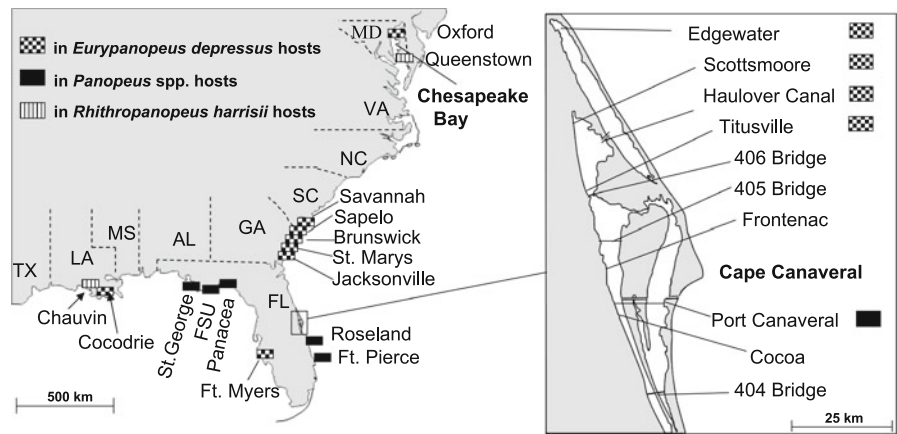 in Eurypanopeus depressus hosts
in Panopeus spp. hosts
in Rhithropanopeus harrisii hosts
MD
Oxford
Queenstown
Chesapeake
Bay
VA
NC
SC
Savannah
Sapelo
Brunswick
St. Marys
Jacksonville
GA
AL
MS
LA
TX
FL
Chauvin
Cocodrie
St.George
FSU
Panacea
Ft. Myers
Roseland
Ft. Pierce
500 km
Edgewater
Scottsmoore
Haulover Canal
Titusville
406 Bridge
405 Bridge
Frontenac
Cape Canaveral
Port Canaveral
Cocoa
404 Bridge
25 km